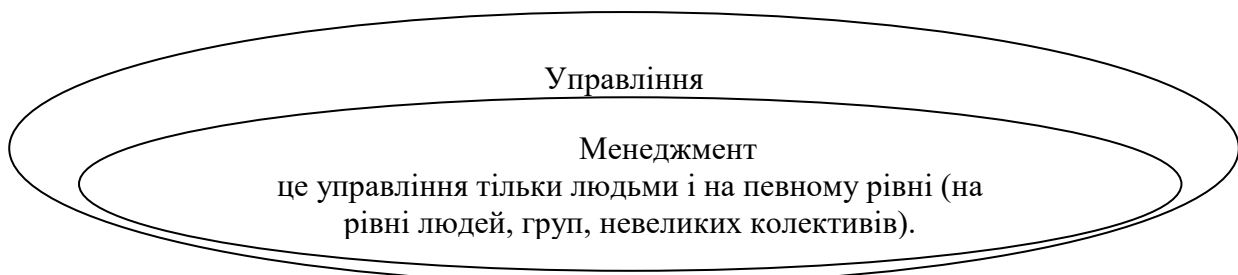 Управління
Менеджмент
це управління тільки людьми і на певному рівні (на
рівні людей, груп, невеликих колективів).